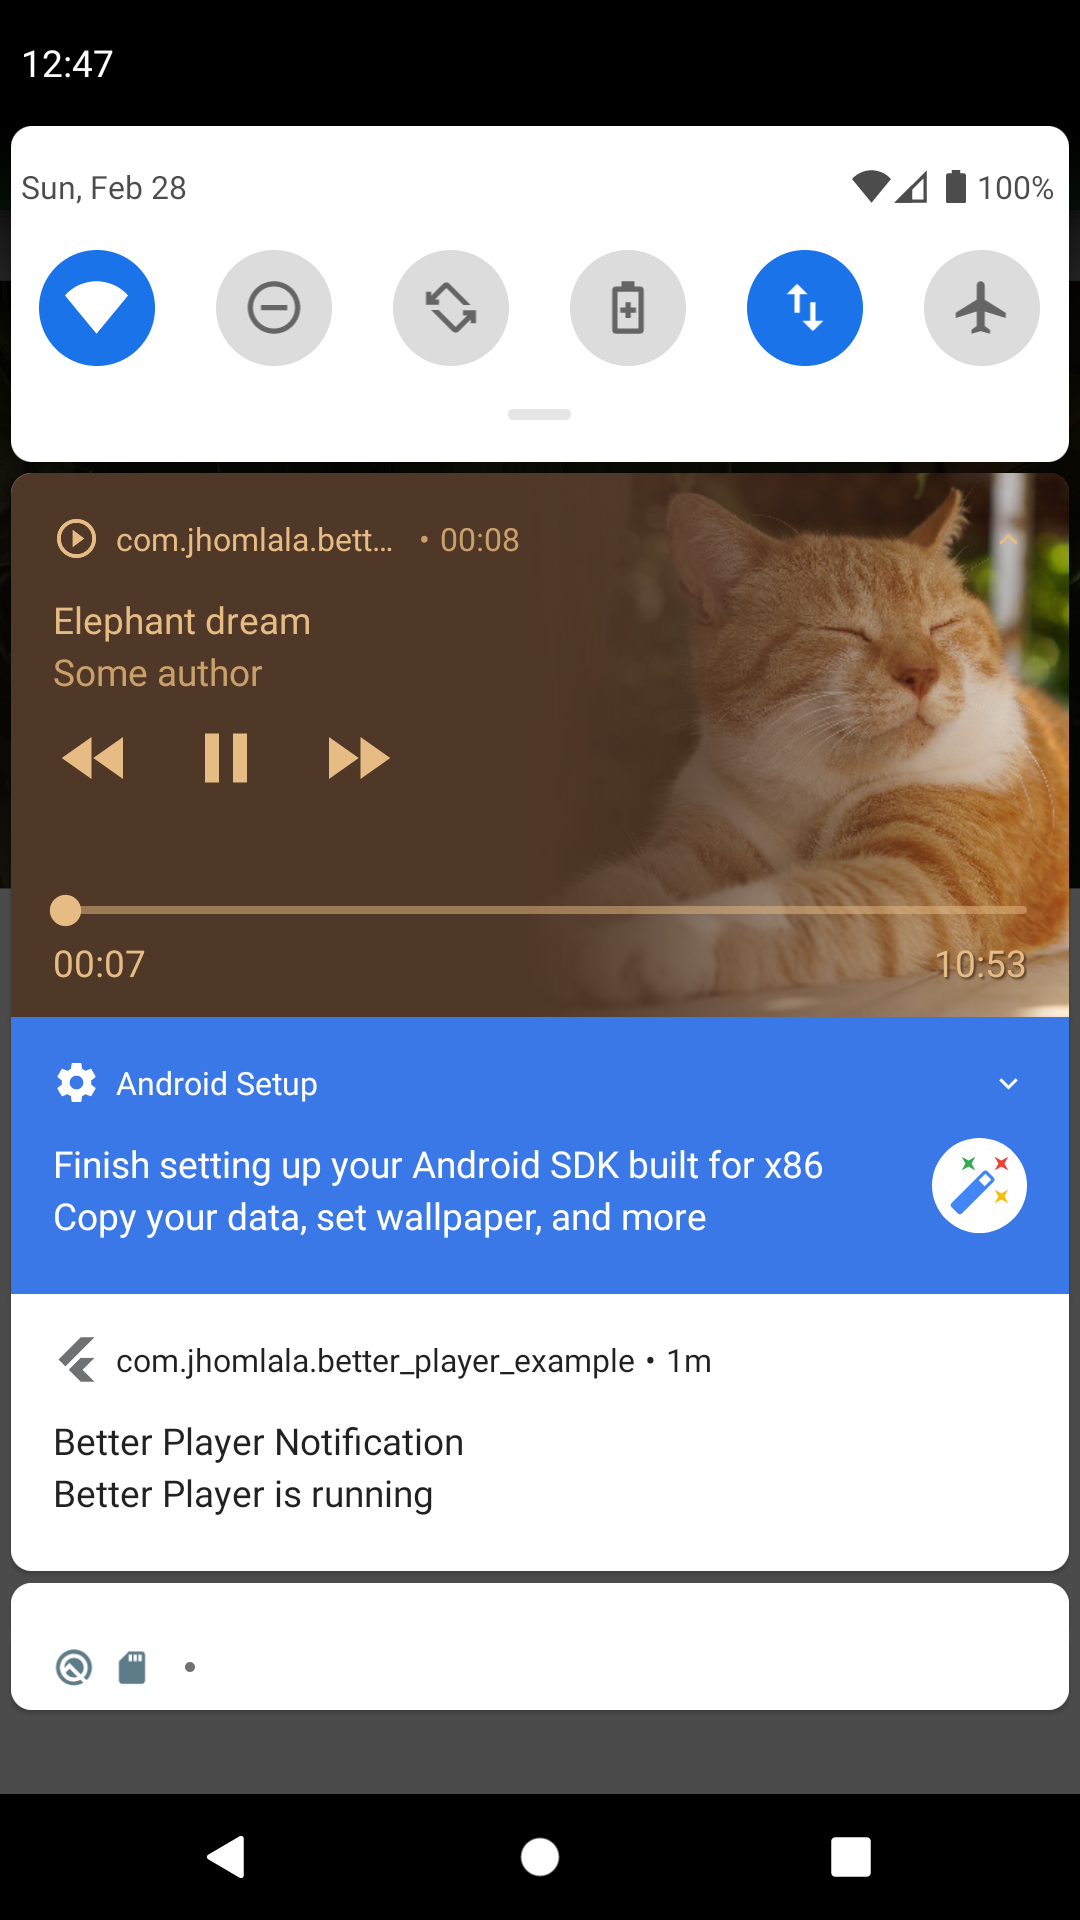 12:47
Sun, Feb 28
100%
com.jhomlala.bett… • 00:08
Elephant dream
Some author
00:07
10:53
Android Setup
Finish setting up your Android SDK built for x86
Copy your data, set wallpaper, and more
com.jhomlala.better_player_example • 1m
Better Player Notification
Better Player is running